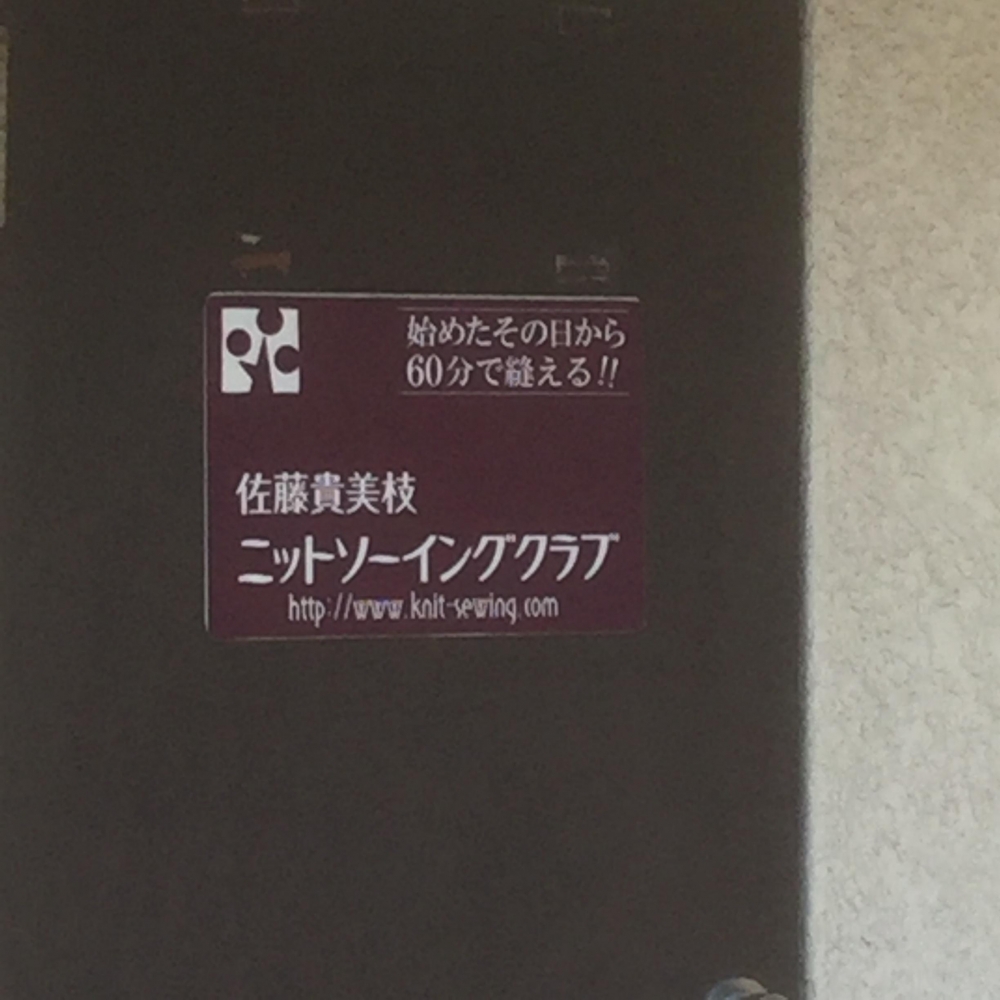 始めたその日から
60分で縫える!!
佐藤貴美枝
ニットソーイングクラブ
http://www.knit-sewing.com